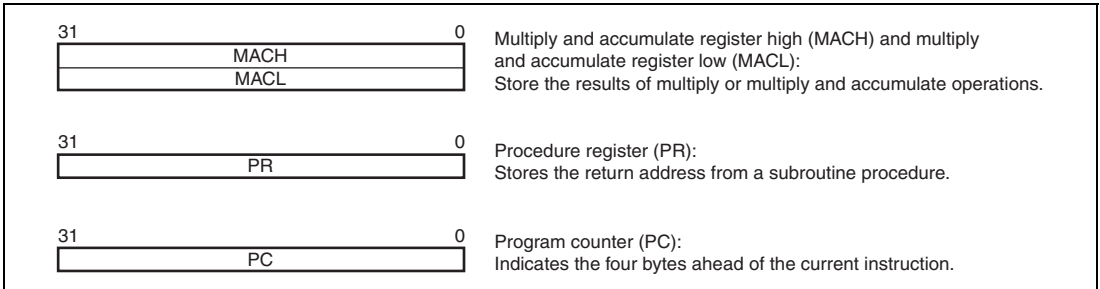 31 0
MACH
MACL
Multiply and accumulate register high (MACH) and multiply
and accumulate register low (MACL):
Store the results of multiply or multiply and accumulate operations.
31 0
PR
Procedure register (PR):
Stores the return address from a subroutine procedure.
31 0
PC
Program counter (PC):
Indicates the four bytes ahead of the current instruction.